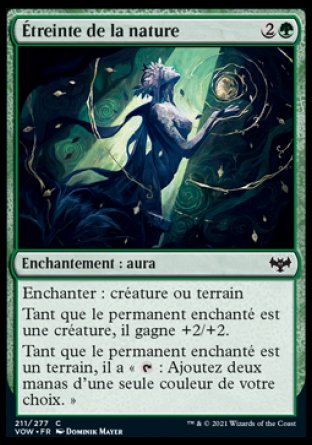 Étreinte de la nature 2
Enchantement : aura
Enchanter : créature ou terrain
Tant que le permanent enchanté est
une créature, il gagne +2/+2.
Tant que le permanent enchanté est
un terrain, il a « : Ajoutez deux
manas d'une seule couleur de votre
choix. »
211/277 C
VOW • FR Dominik Mayer
™ & © 2021 Wizards of the Coast